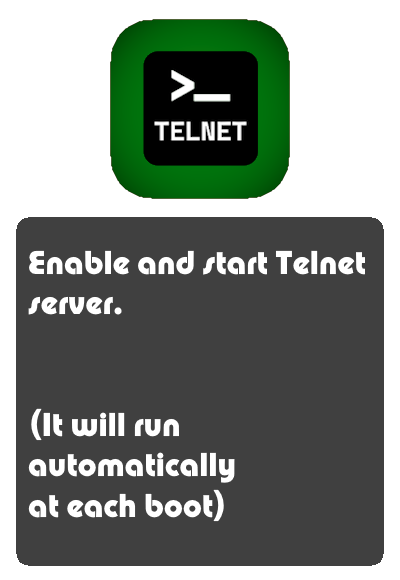 >_
TELNET
Enable and start Telnet
server.
(It will run
automatically
at each boot)